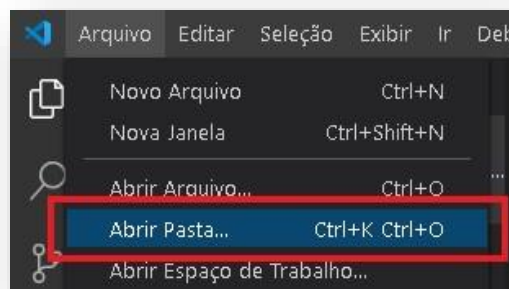 Arquivo Editar Seleção Exibir Ir Deb
Novo Arquivo Ctrl+N
Nova Janela Ctrl+Shift+N
Abrir Arquivo... Ctrl+O
Abrir Pasta... Ctrl+K Ctrl+O
Abrir Espaço de Trabalho...